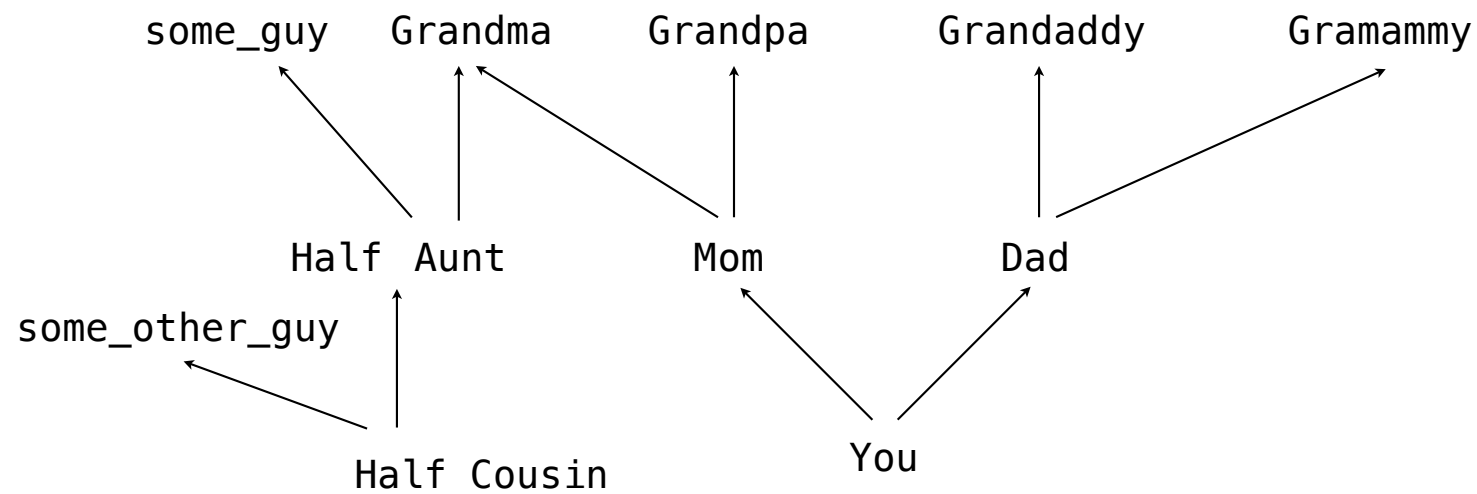 some_guy Grandma Grandpa Grandaddy Gramammy
Half Aunt Mom Dad
some_other_guy
You
Half Cousin